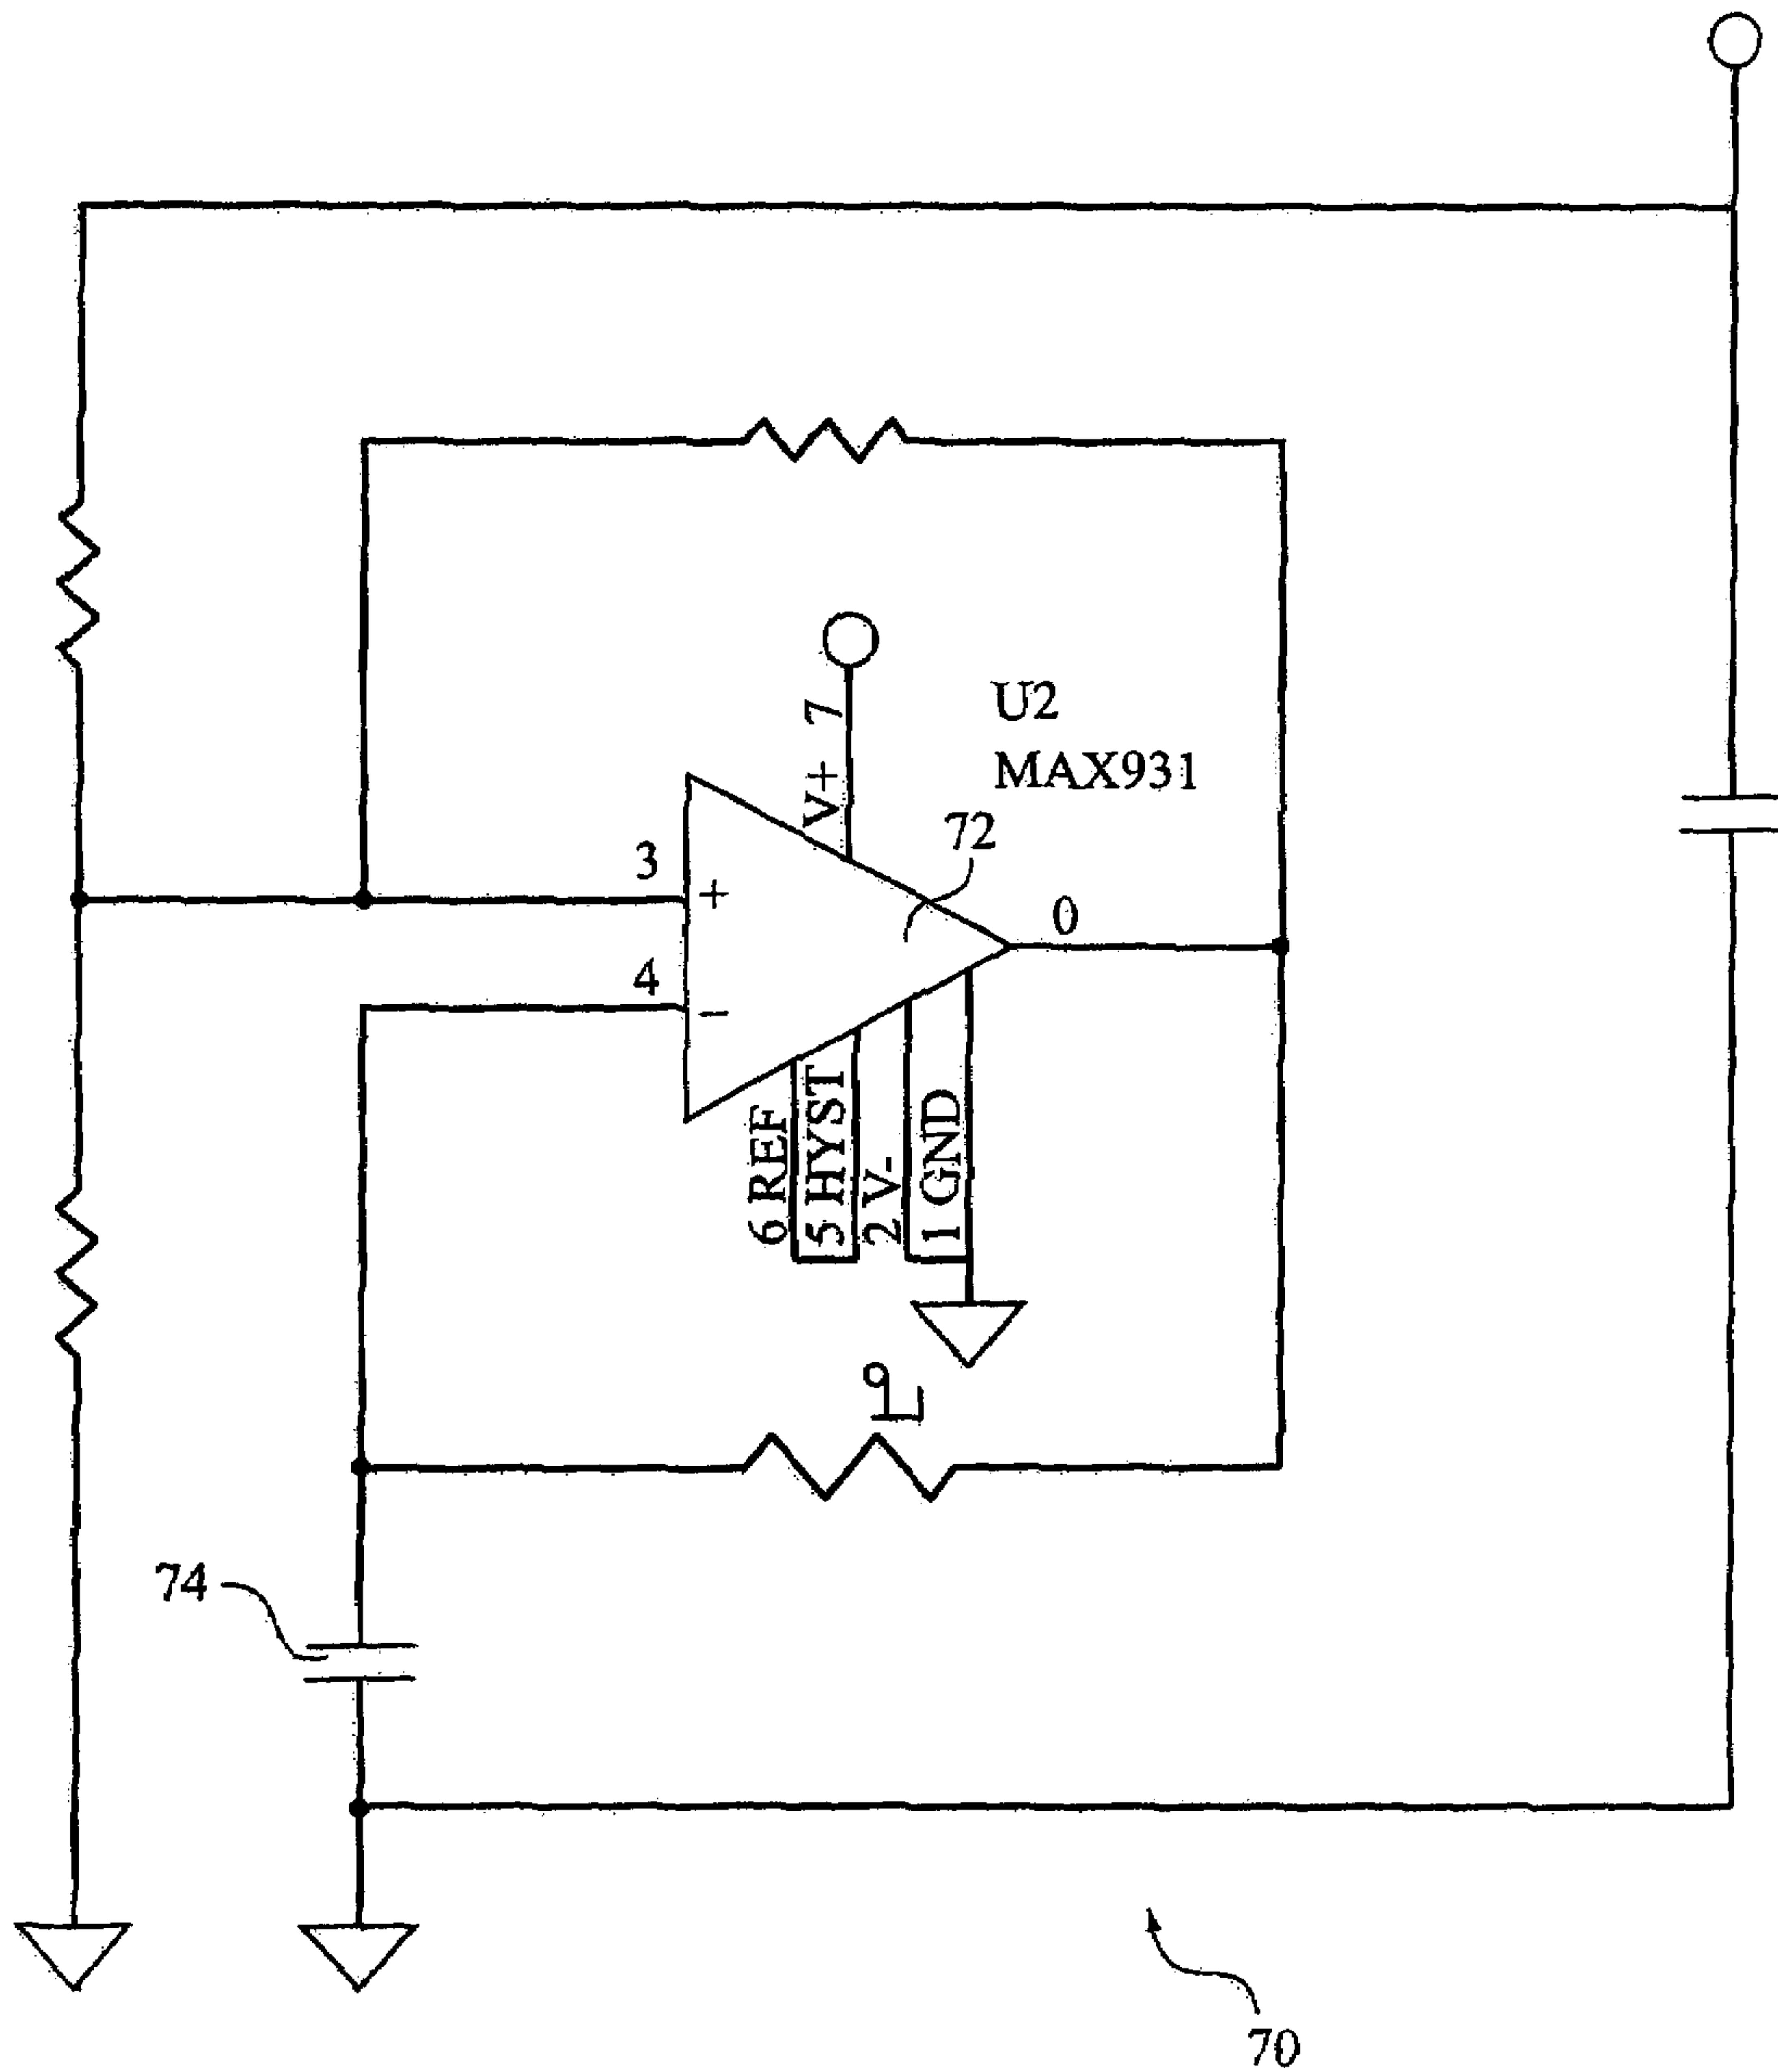 V+ 7
U2
MAX931
72
3
+
0
4
-
6 REF
5 HYST
2 V-
1 GND
74
70